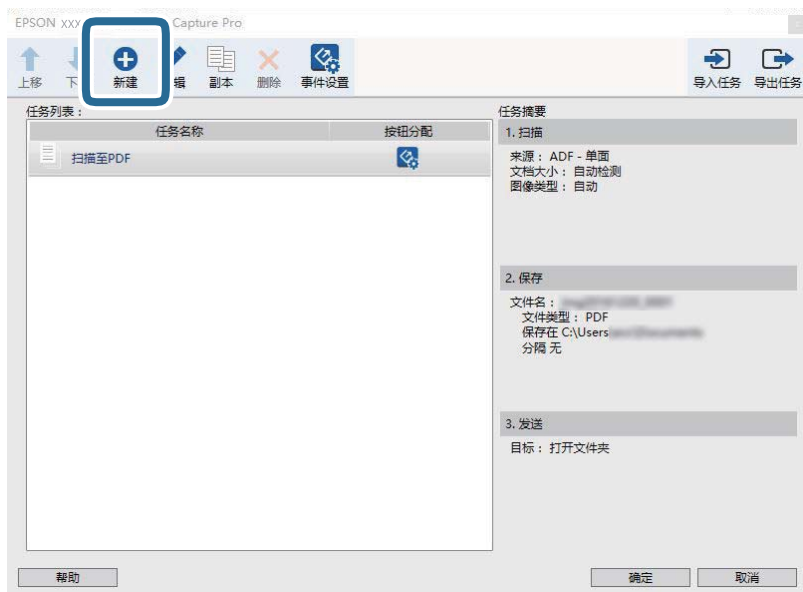 EPSON xxx Capture Pro
上移 下 新建 辑 副本 删除 事件设置 导入任务 导出任务
任务列表： 任务摘要
任务名称 按钮分配
扫描至PDF
1. 扫描
来源： ADF - 单面
文档大小： 自动检测
图像类型： 自动
2. 保存
文件名：
文件类型： PDF
保存在 C:\Users
分隔 无
3. 发送
目标： 打开文件夹
帮助 确定 取消